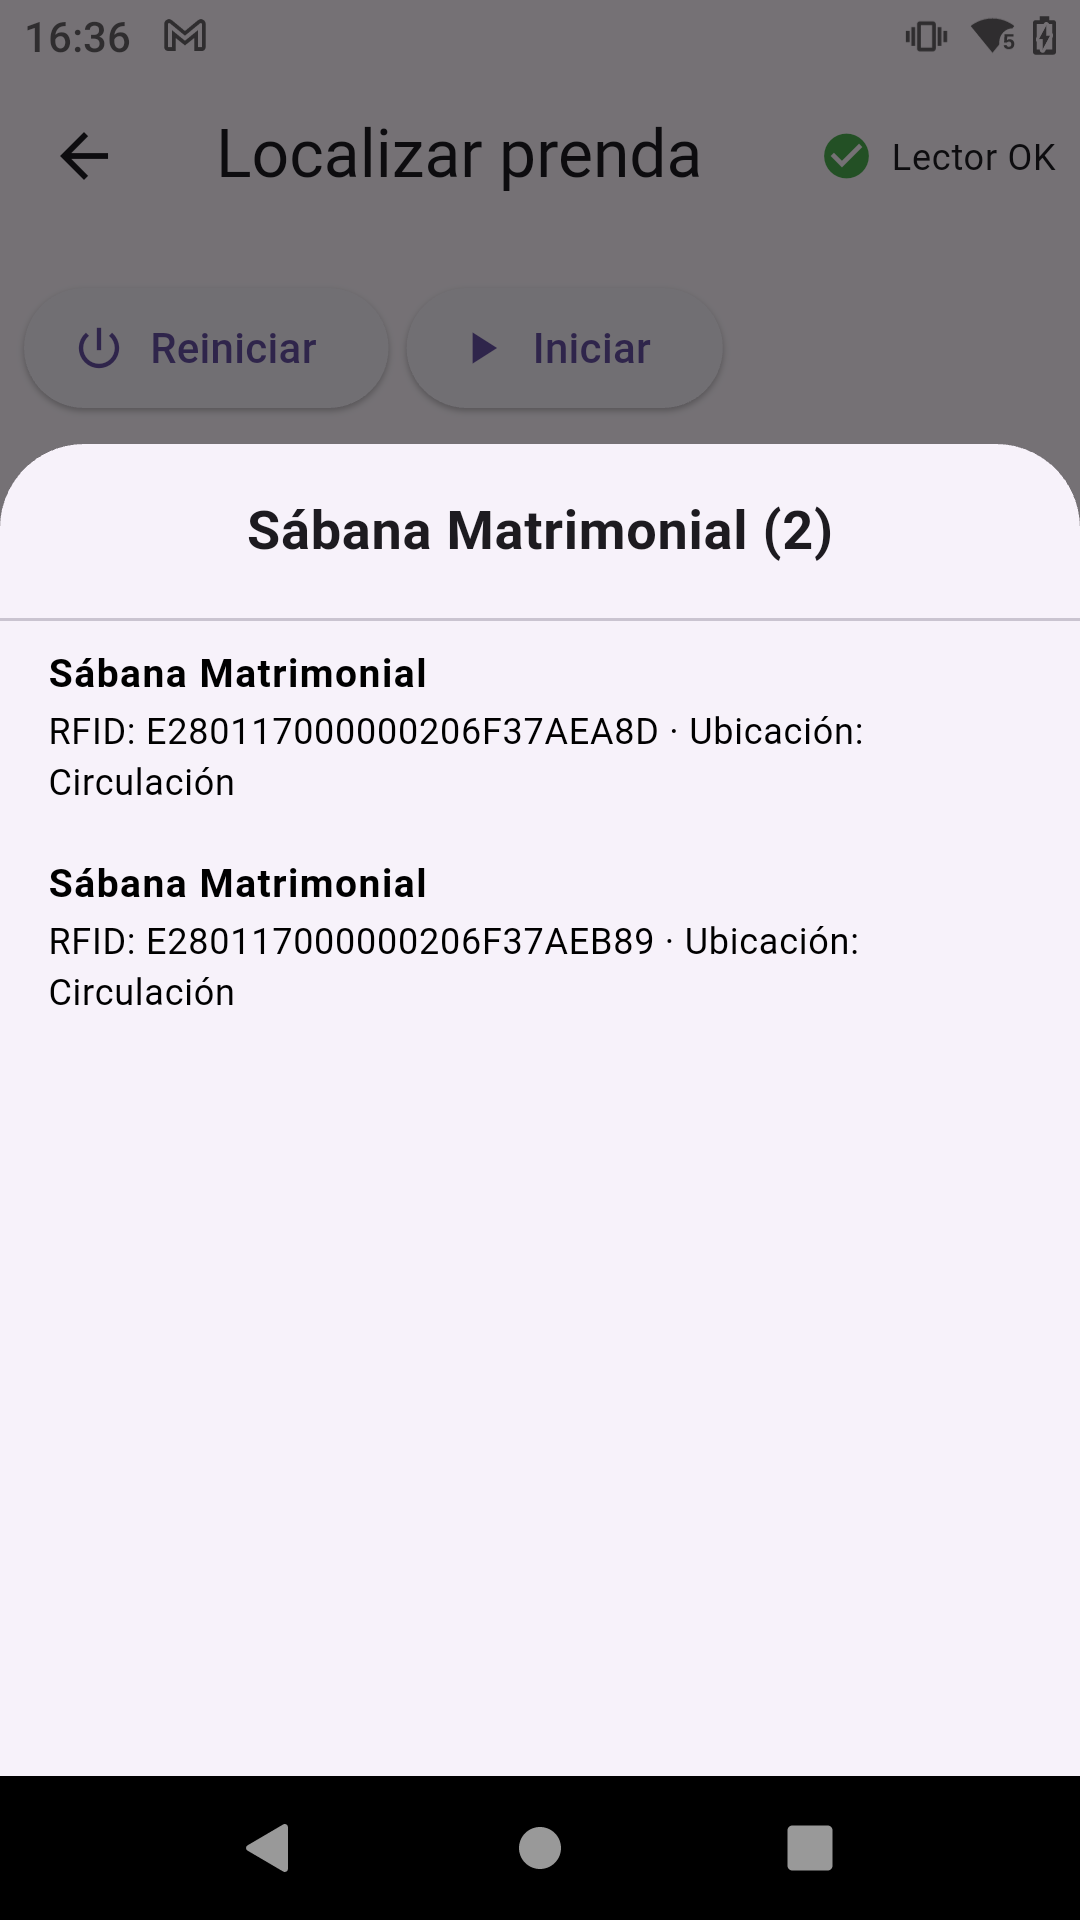 16:36
5
Localizar prenda
Lector OK
Reiniciar
Iniciar
Sábana Matrimonial (2)
Sábana Matrimonial
RFID: E280117000000206F37AEA8D · Ubicación:
Circulación
Sábana Matrimonial
RFID: E280117000000206F37AEB89 · Ubicación:
Circulación